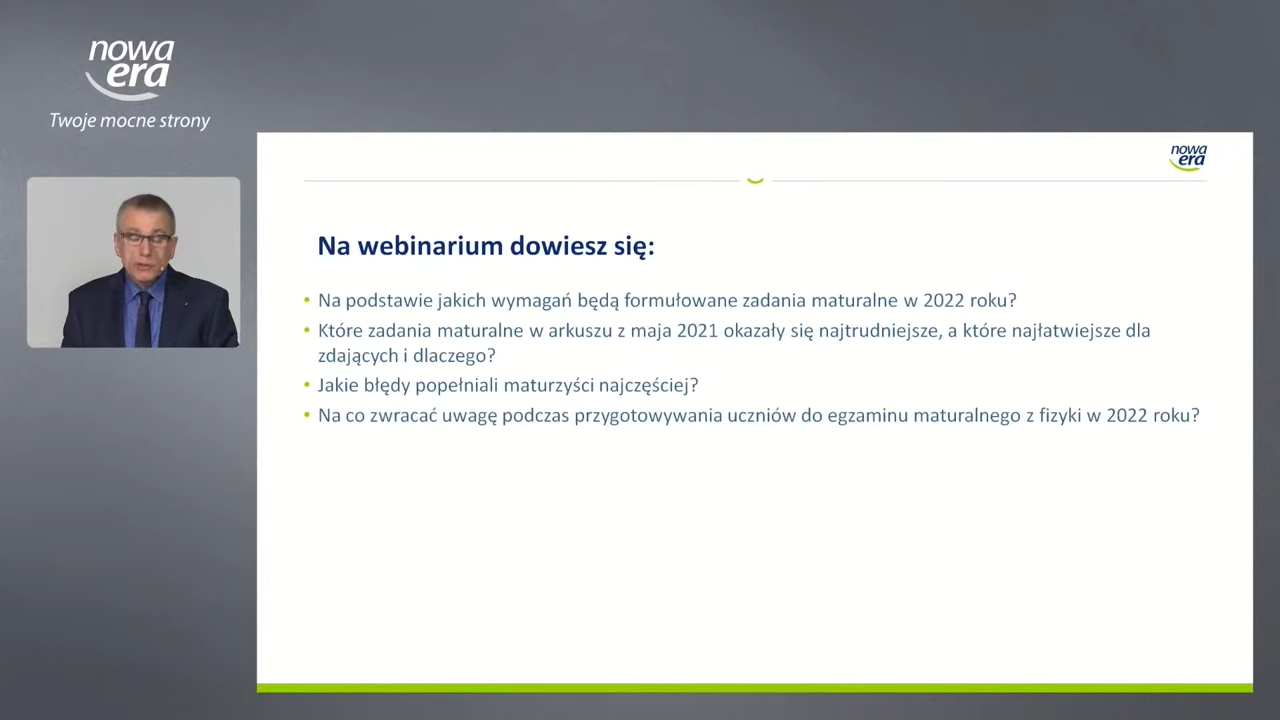 nowa
era
Twoje mocne strony
nowa
era
Na webinarium dowiesz się:
• Na podstawie jakich wymagań będą formułowane zadania maturalne w 2022 roku?
• Które zadania maturalne w arkuszu z maja 2021 okazały się najtrudniejsze, a które najłatwiejsze dla
zdających i dlaczego?
• Jakie błędy popełniali maturzyści najczęściej?
• Na co zwracać uwagę podczas przygotowywania uczniów do egzaminu maturalnego z fizyki w 2022 roku?